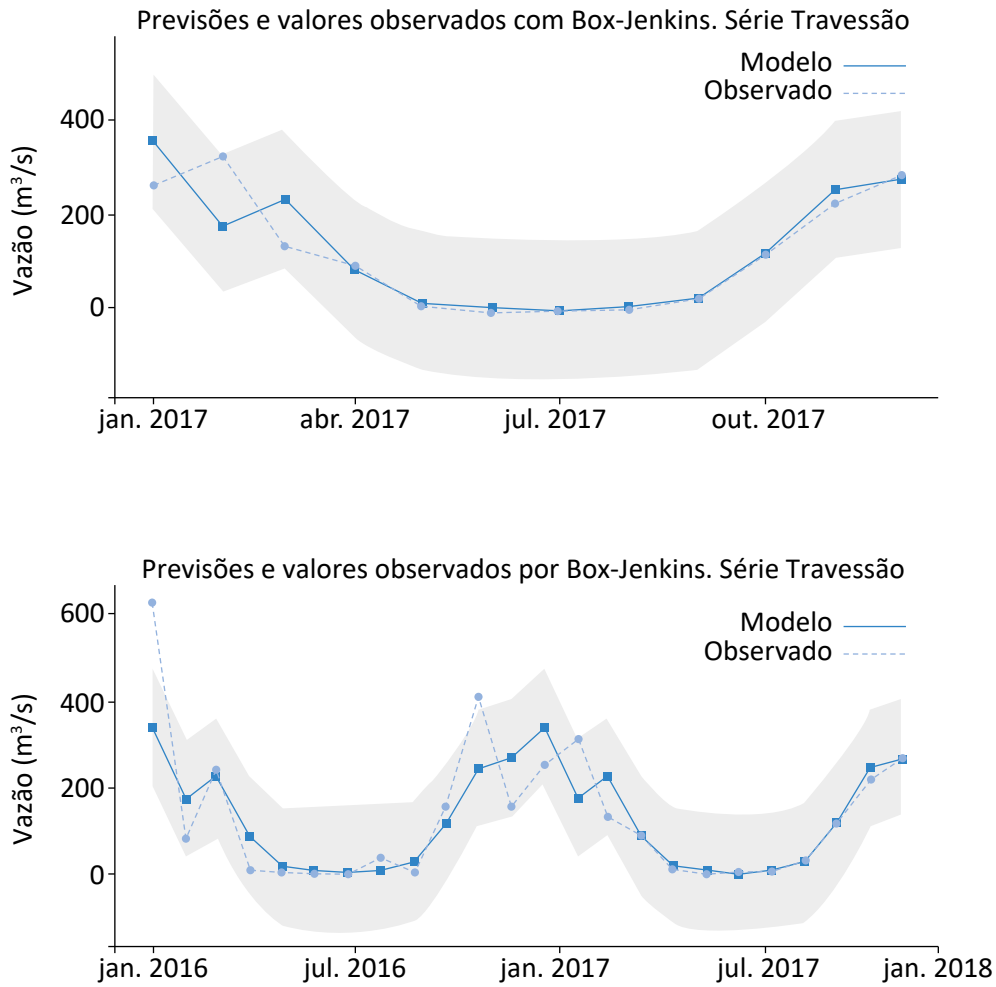 Previsões e valores observados com Box-Jenkins. Série Travessão
Modelo
Observado
Vazão (m³/s)
400
200
0
jan. 2017 abr. 2017 jul. 2017 out. 2017
Previsões e valores observados por Box-Jenkins. Série Travessão
Modelo
Observado
Vazão (m³/s)
600
400
200
0
jan. 2016 jul. 2016 jan. 2017 jul. 2017 jan. 2018